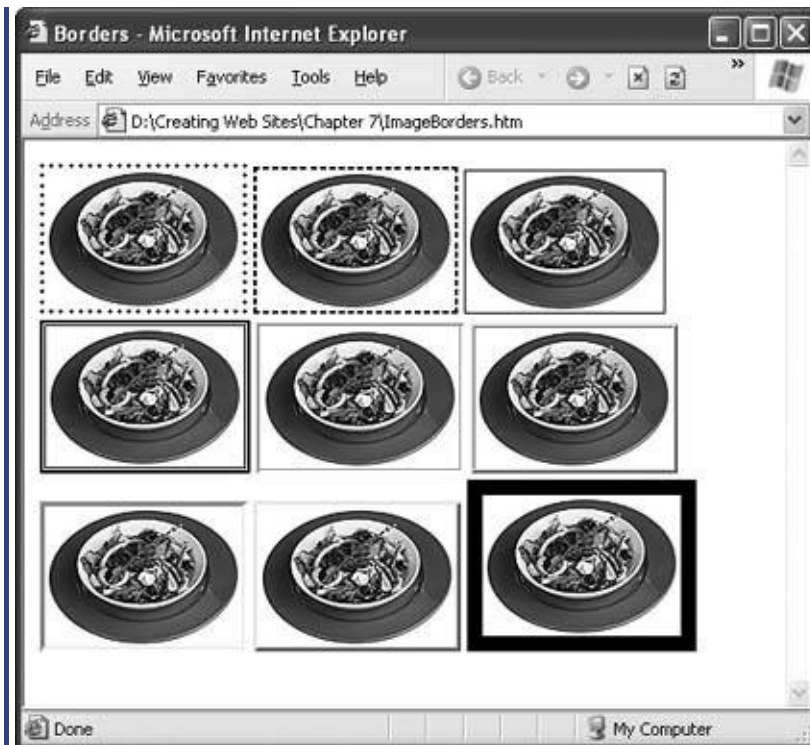 Borders - Microsoft Internet Explorer
File Edit View Favorites Tools Help Back »
Address D:\Creating Web Sites\Chapter 7\ImageBorders.htm
Done My Computer